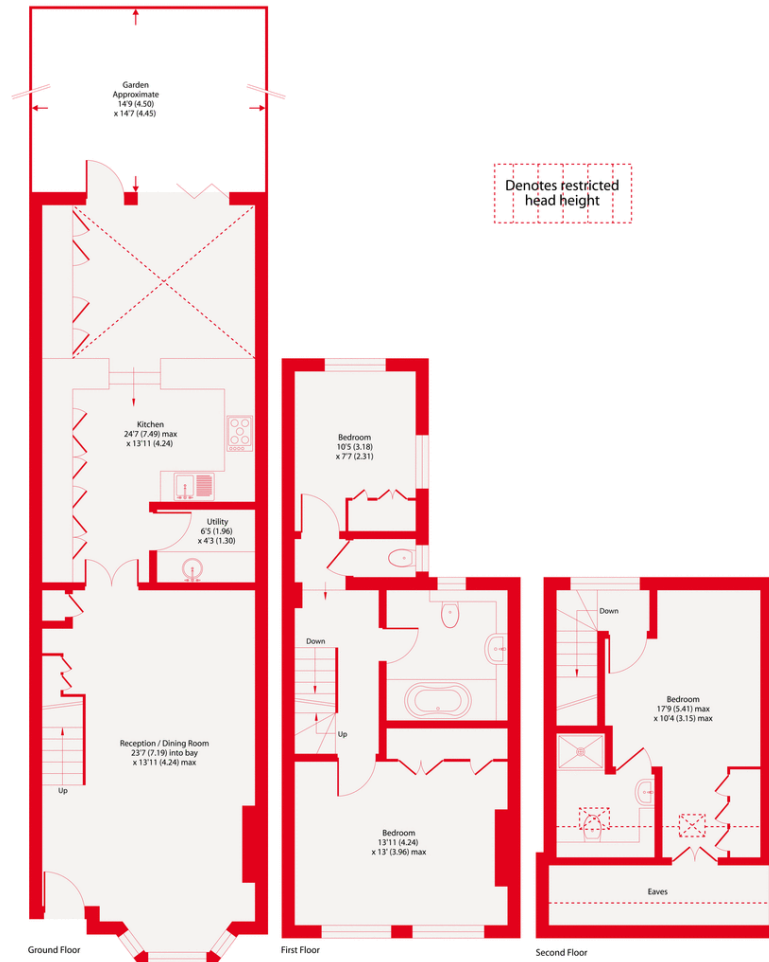 Garden
Approximate
14'9 (4.50)
x 14'7 (4.45)
Denotes restricted
head height
Kitchen
24'7 (7.49) max
x 13'11 (4.24)
Utility
6'5 (1.96)
x 4'3 (1.30)
Reception / Dining Room
23'7 (7.19) into bay
x 13'11 (4.24) max
Up
Ground Floor
Bedroom
10'5 (3.18)
x 7'7 (2.31)
Down
Up
Bedroom
13'11 (4.24)
x 13' (3.96) max
First Floor
Down
Bedroom
17'9 (5.41) max
x 10'4 (3.15) max
Eaves
Second Floor